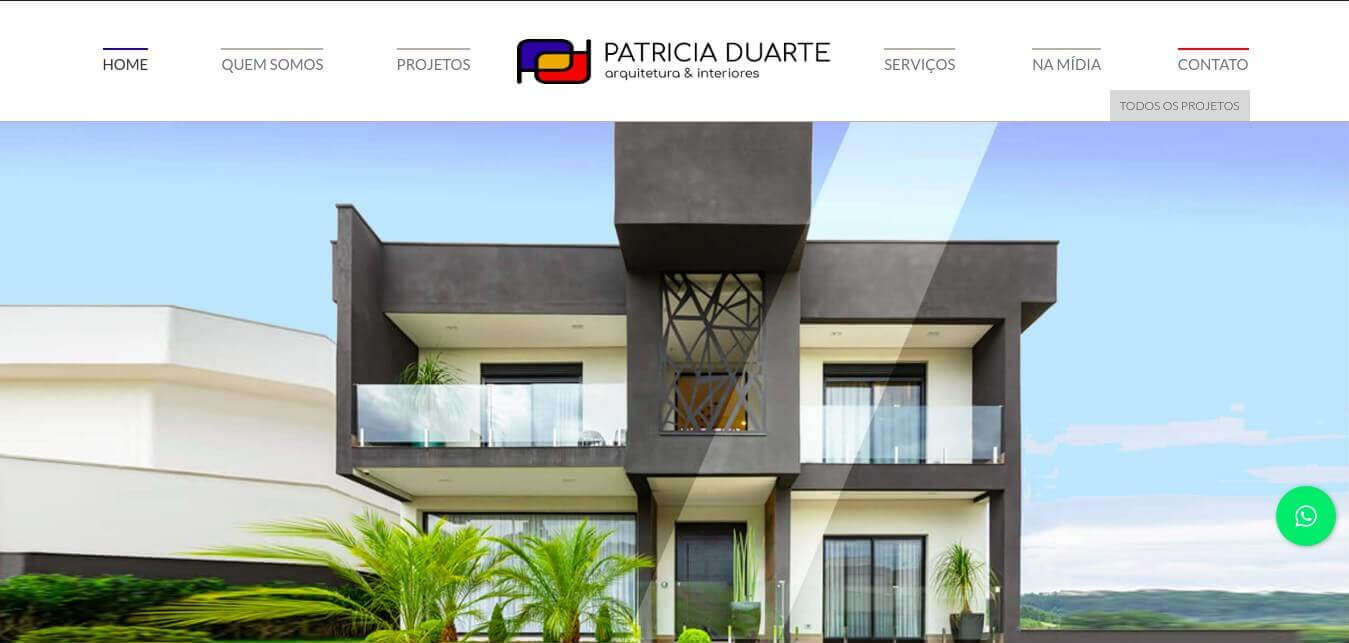 HOME
QUEM SOMOS
PROJETOS
PATRICIA DUARTE
arquitetura & interiores
SERVIÇOS
NA MÍDIA
CONTATO
TODOS OS PROJETOS